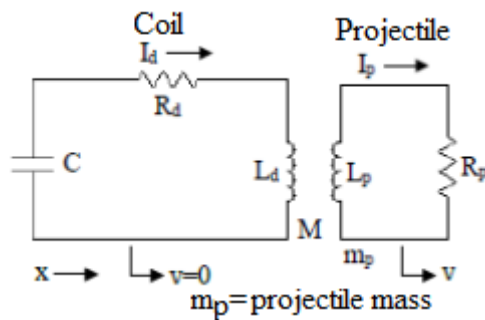 Coil Projectile
I_d I_p
R_d
C L_d L_p R_p
M
m_p
x v=0 v
m_p= projectile mass